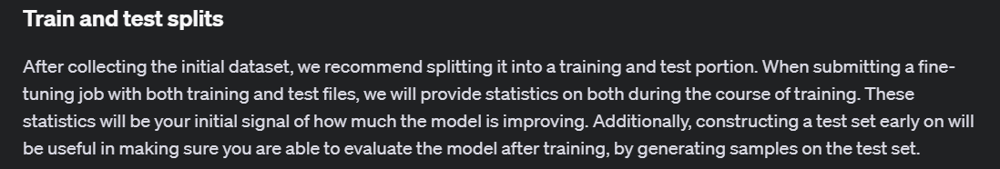 Train and test splits
After collecting the initial dataset, we recommend splitting it into a training and test portion. When submitting a fine-
tuning job with both training and test files, we will provide statistics on both during the course of training. These
statistics will be your initial signal of how much the model is improving. Additionally, constructing a test set early on will
be useful in making sure you are able to evaluate the model after training, by generating samples on the test set.